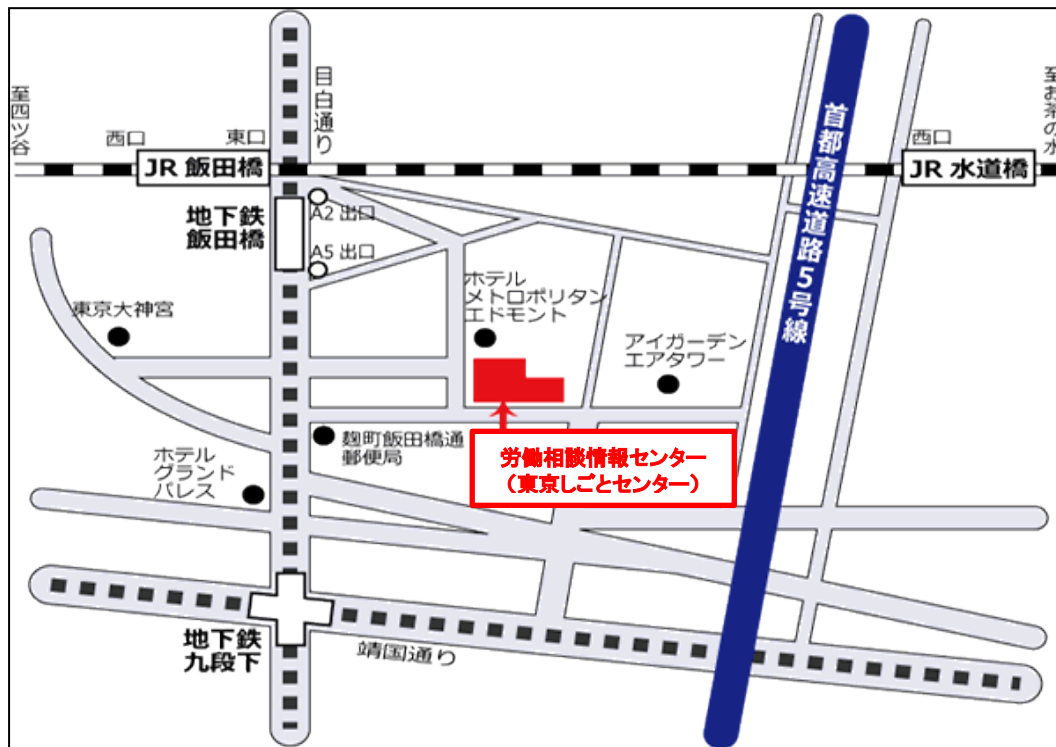 目白通り
首都高速道路5号線
至四ツ谷
至お茶の水
西口
東口
西口
JR 飯田橋
JR 水道橋
地下鉄
飯田橋
A2 出口
A5 出口
東京大神宮
ホテル
メトロポリタン
エドモント
アイガーデン
エアタワー
麹町飯田橋通
郵便局
労働相談情報センター
（東京しごとセンター）
ホテル
グランド
パレス
地下鉄
九段下
靖国通り